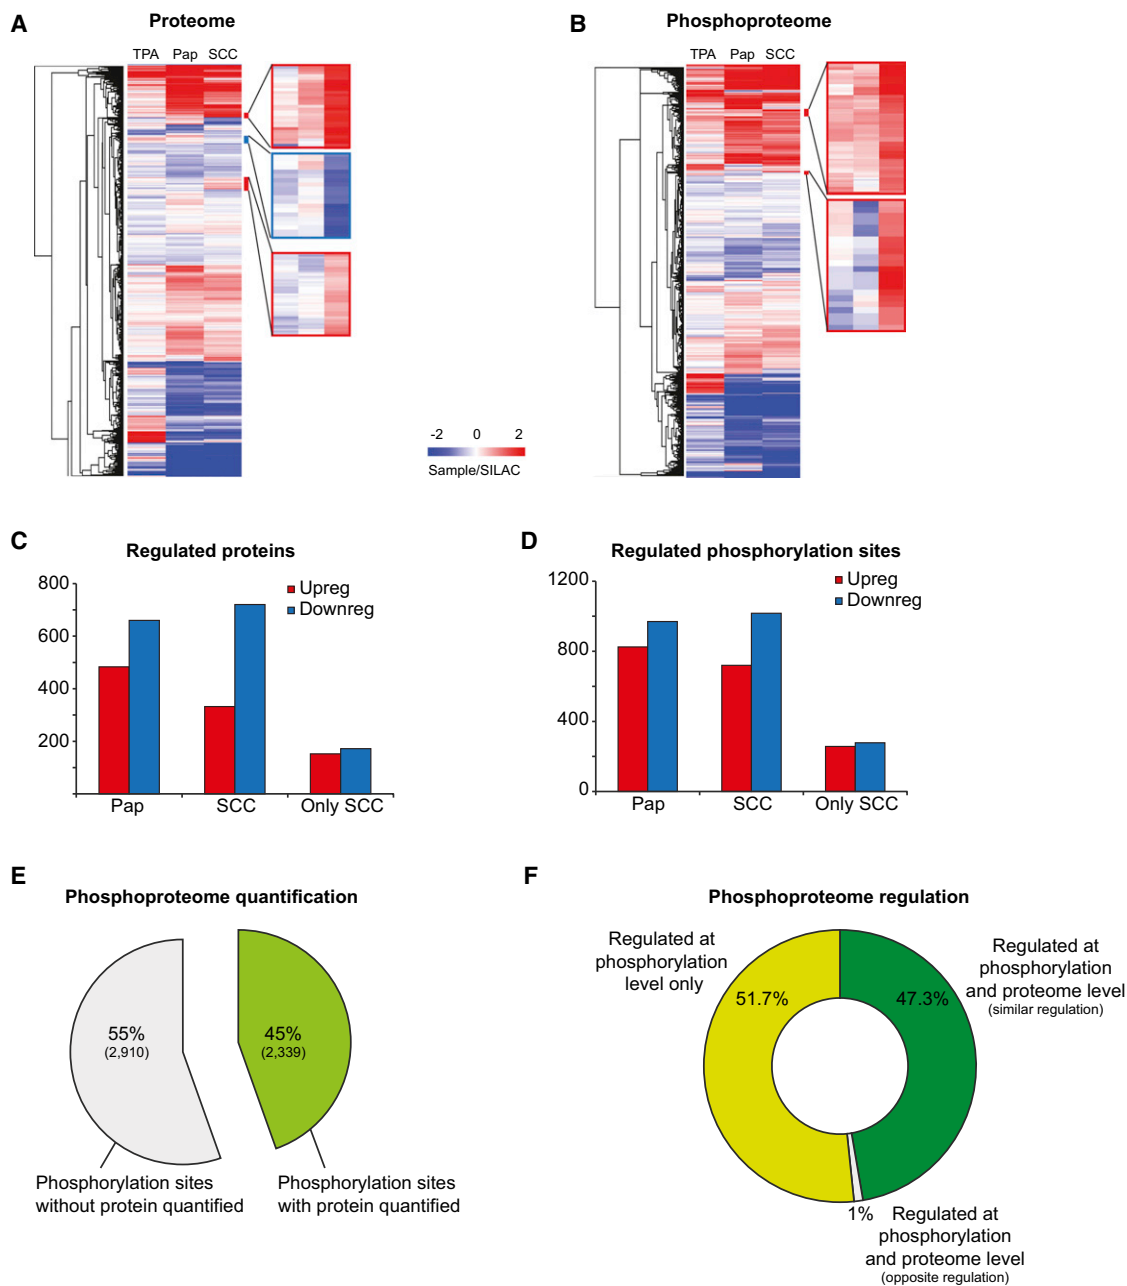 A
Proteome
TPA Pap SCC
-2 0 2
Sample/SILAC
B
Phosphoproteome
TPA Pap SCC
C
Regulated proteins
800
600
400
200
Upreg
Downreg
Pap SCC Only SCC
D
Regulated phosphorylation sites
1200
800
400
0
Upreg
Downreg
Pap SCC Only SCC
E
Phosphoproteome quantification
55%
(2,910)
45%
(2,339)
Phosphorylation sites
without protein quantified
Phosphorylation sites
with protein quantified
F
Phosphoproteome regulation
Regulated at
phosphorylation
level only
51.7%
47.3%
Regulated at
phosphorylation
and proteome level
(similar regulation)
1%
Regulated at
phosphorylation
and proteome level
(opposite regulation)